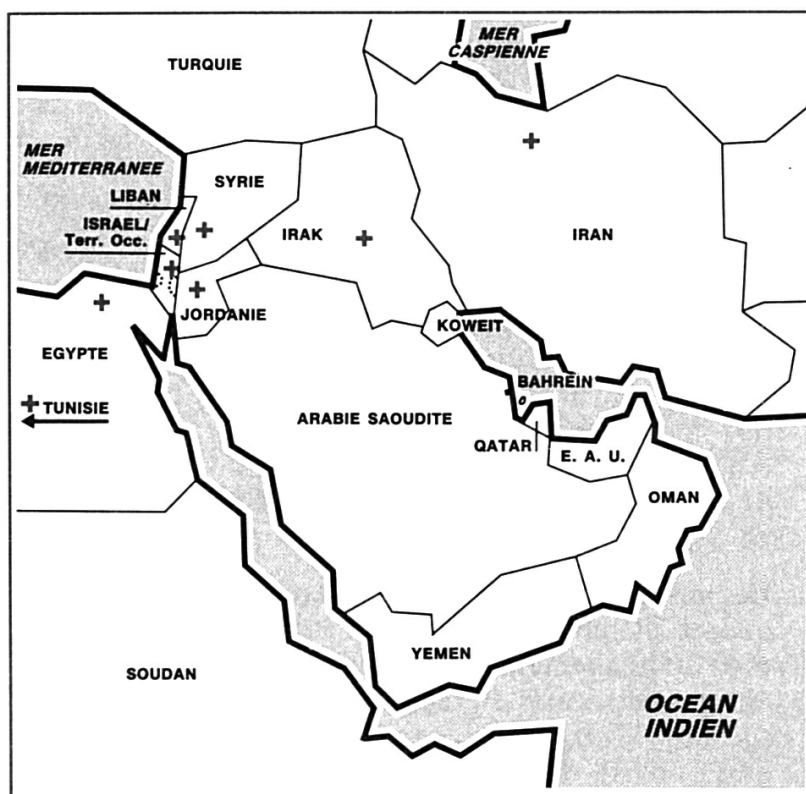 MER
CASPIENNE
TURQUIE
MER
MEDITERRANEE
SYRIE
LIBAN
ISRAEL/
Terr. Occ.
IRAK
IRAN
JORDANIE
KOWEIT
EGYPTE
BAHREIN
TUNISIE
ARABIE SAOUDITE
QATAR
E. A. U.
OMAN
YEMEN
SOUDAN
OCEAN
INDIEN